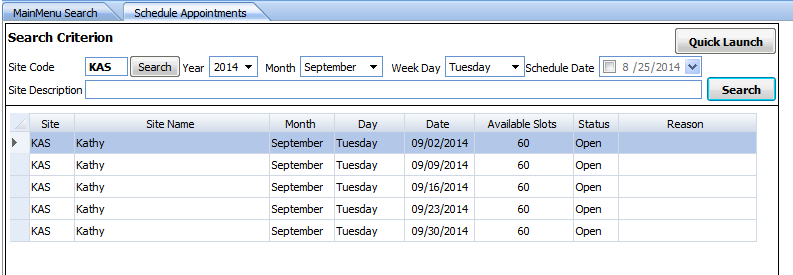 MainMenu Search Schedule Appointments
Search Criterion Quick Launch
Site Code KAS Search Year 2014 Month September Week Day Tuesday Schedule Date 8 /25/2014
Site Description Search
Site Site Name Month Day Date Available Slots Status Reason
KAS Kathy September Tuesday 09/02/2014 60 Open
KAS Kathy September Tuesday 09/09/2014 60 Open
KAS Kathy September Tuesday 09/16/2014 60 Open
KAS Kathy September Tuesday 09/23/2014 60 Open
KAS Kathy September Tuesday 09/30/2014 60 Open